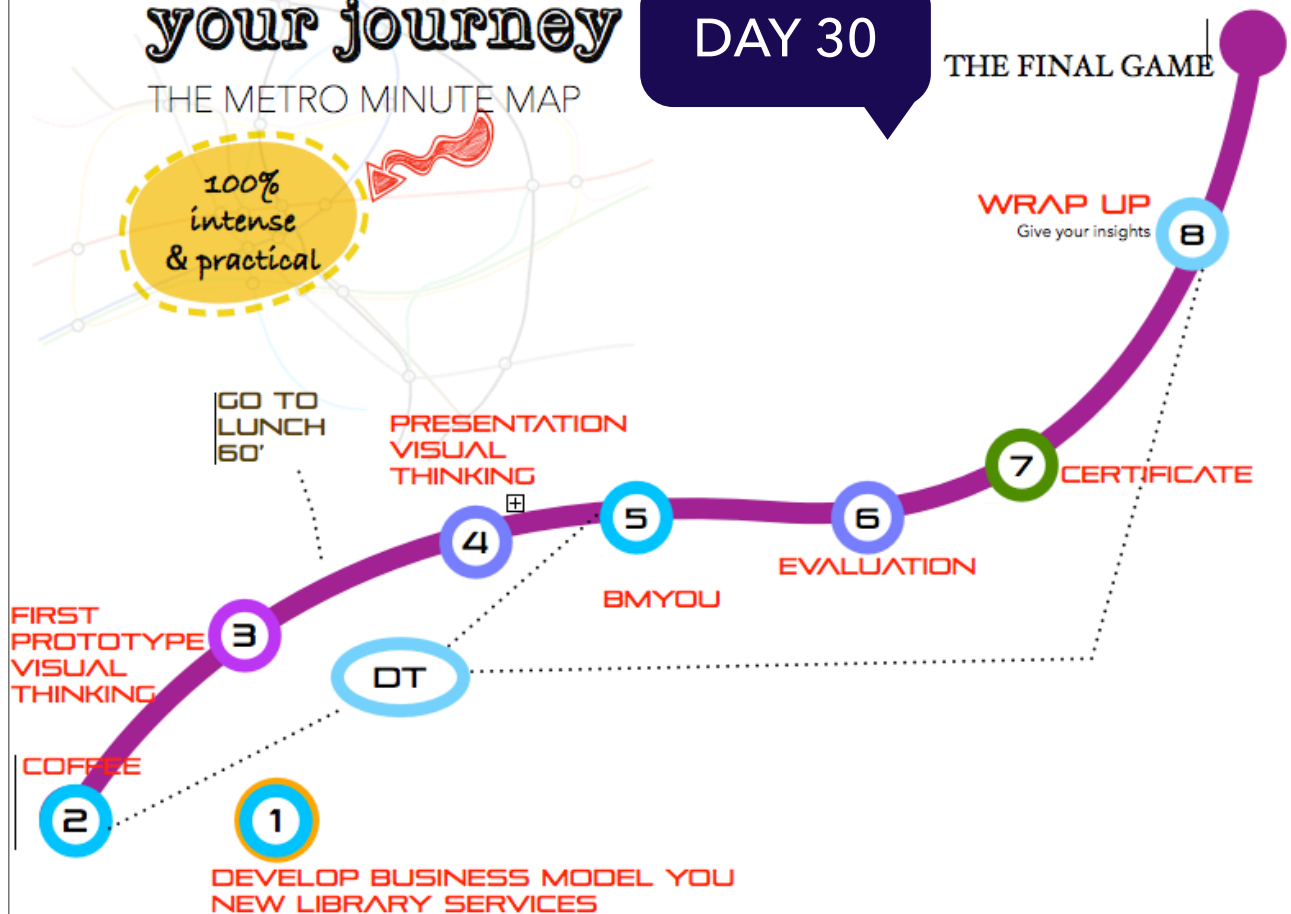 your journey
THE METRO MINUTE MAP
DAY 30
THE FINAL GAME
100%
intense
& practical
WRAP UP
Give your insights
8
GO TO
LUNCH
60'
PRESENTATION
VISUAL
THINKING
7
CERTIFICATE
4
5
6
EVALUATION
BMYOU
FIRST
PROTOTYPE
VISUAL
THINKING
3
DT
COFFEE
2
1
DEVELOP BUSINESS MODEL YOU
NEW LIBRARY SERVICES